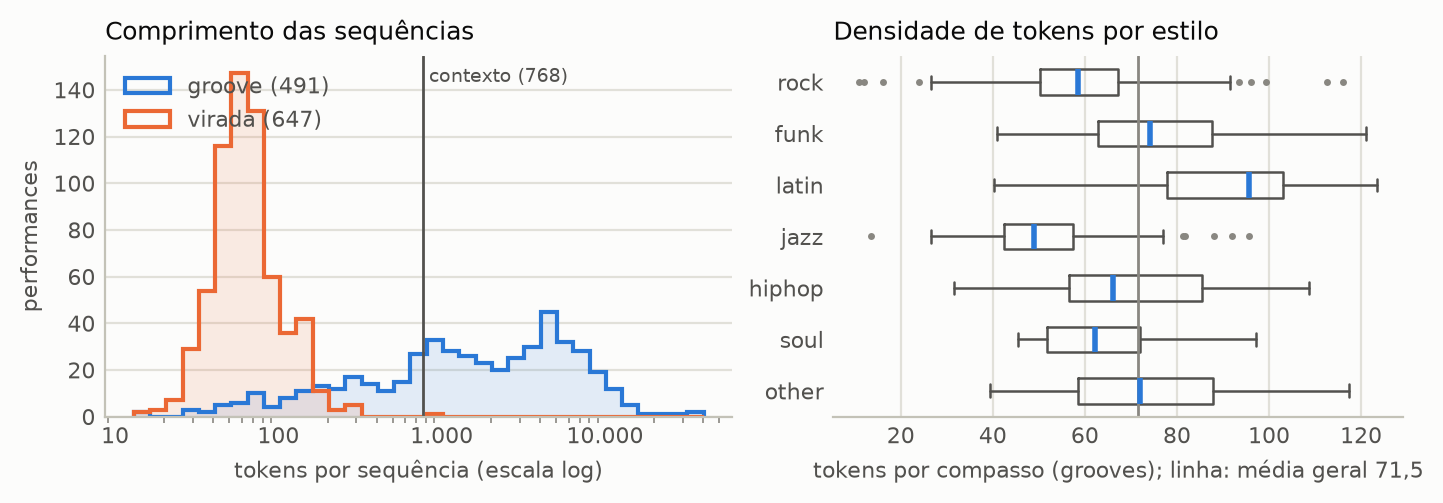 Comprimento das sequências
groove (491)
virada (647)
contexto (768)
performances
140
120
100
80
60
40
20
0
10
100
1.000
10.000
tokens por sequência (escala log)
Densidade de tokens por estilo
rock
funk
latin
jazz
hiphop
soul
other
20
40
60
80
100
120
tokens por compasso (grooves); linha: média geral 71,5